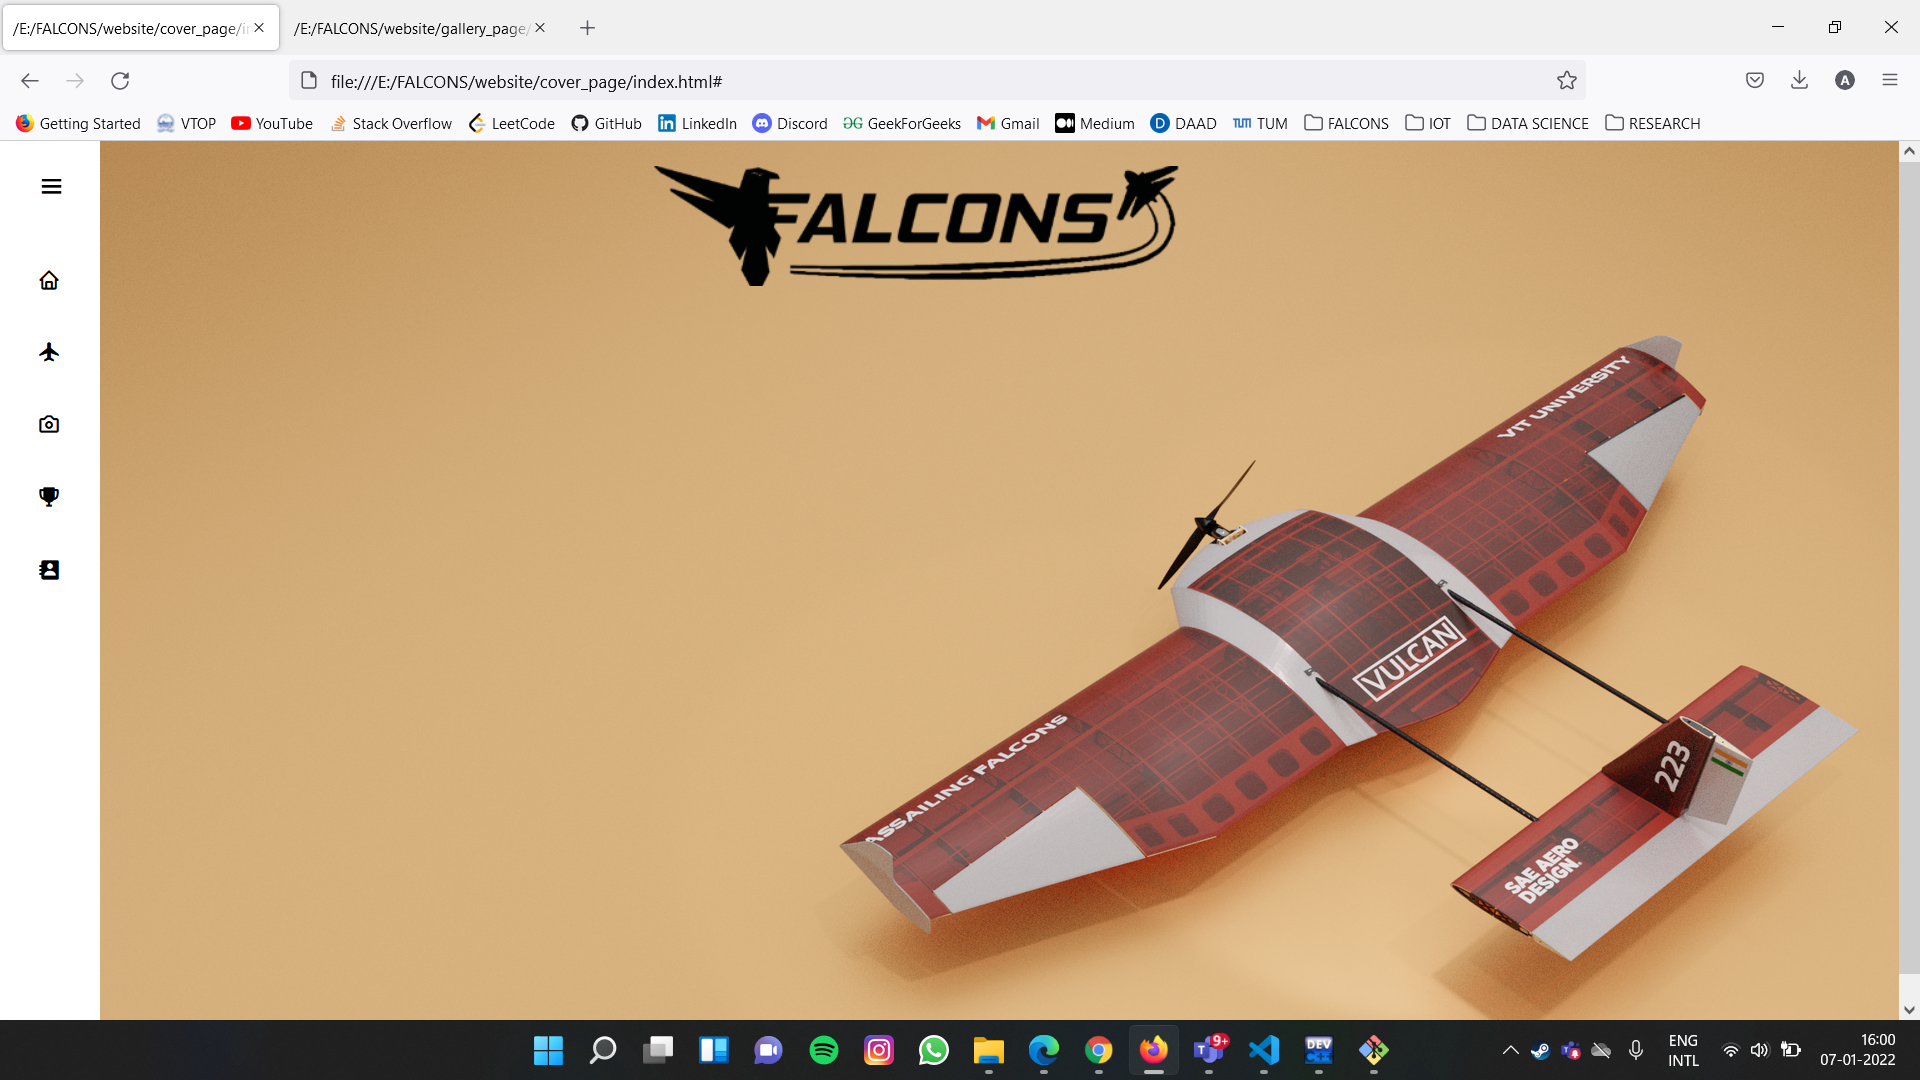 /E:/FALCONS/website/cover_page/in
/E:/FALCONS/website/gallery_page/
file:///E:/FALCONS/website/cover_page/index.html#
A
Getting Started
VTOP
YouTube
Stack Overflow
LeetCode
GitHub
LinkedIn
Discord
GeekForGeeks
Gmail
Medium
D DAAD
TUM TUM
FALCONS
IOT
DATA SCIENCE
RESEARCH
FALCONS
VIT UNIVERSITY
VULCAN
ASSAILING FALCONS
223
SAE AERO
DESIGN.
9+
DEV
C++
ENG
INTL
16:00
07-01-2022